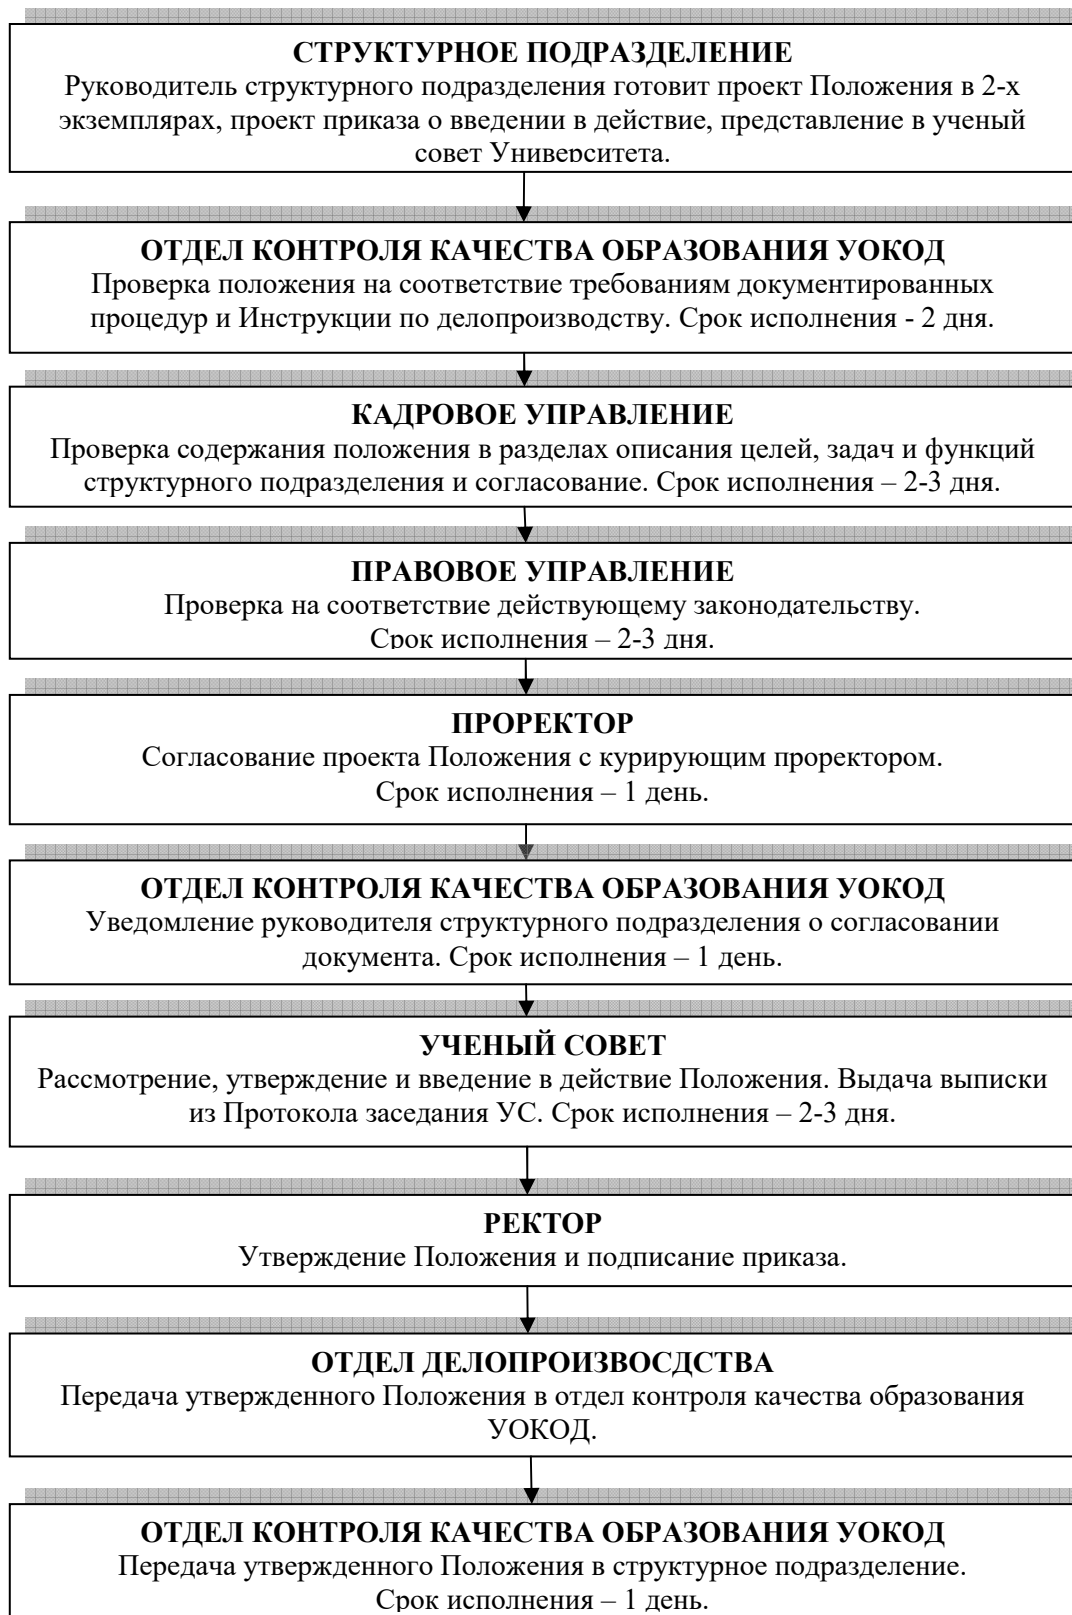 СТРУКТУРНОЕ ПОДРАЗДЕЛЕНИЕ
Руководитель структурного подразделения готовит проект Положения в 2-х
экземплярах, проект приказа о введении в действие, представление в ученый
совет Университета.
ОТДЕЛ КОНТРОЛЯ КАЧЕСТВА ОБРАЗОВАНИЯ УОКОД
Проверка положения на соответствие требованиям документированных
процедур и Инструкции по делопроизводству. Срок исполнения - 2 дня.
КАДРОВОЕ УПРАВЛЕНИЕ
Проверка содержания положения в разделах описания целей, задач и функций
структурного подразделения и согласование. Срок исполнения – 2-3 дня.
ПРАВОВОЕ УПРАВЛЕНИЕ
Проверка на соответствие действующему законодательству.
Срок исполнения – 2-3 дня.
ПРОРЕКТОР
Согласование проекта Положения с курирующим проректором.
Срок исполнения – 1 день.
ОТДЕЛ КОНТРОЛЯ КАЧЕСТВА ОБРАЗОВАНИЯ УОКОД
Уведомление руководителя структурного подразделения о согласовании
документа. Срок исполнения – 1 день.
УЧЕНЫЙ СОВЕТ
Рассмотрение, утверждение и введение в действие Положения. Выдача выписки
из Протокола заседания УС. Срок исполнения – 2-3 дня.
РЕКТОР
Утверждение Положения и подписание приказа.
ОТДЕЛ ДЕЛОПРОИЗВОСДСТВА
Передача утвержденного Положения в отдел контроля качества образования
УОКОД.
ОТДЕЛ КОНТРОЛЯ КАЧЕСТВА ОБРАЗОВАНИЯ УОКОД
Передача утвержденного Положения в структурное подразделение.
Срок исполнения – 1 день.